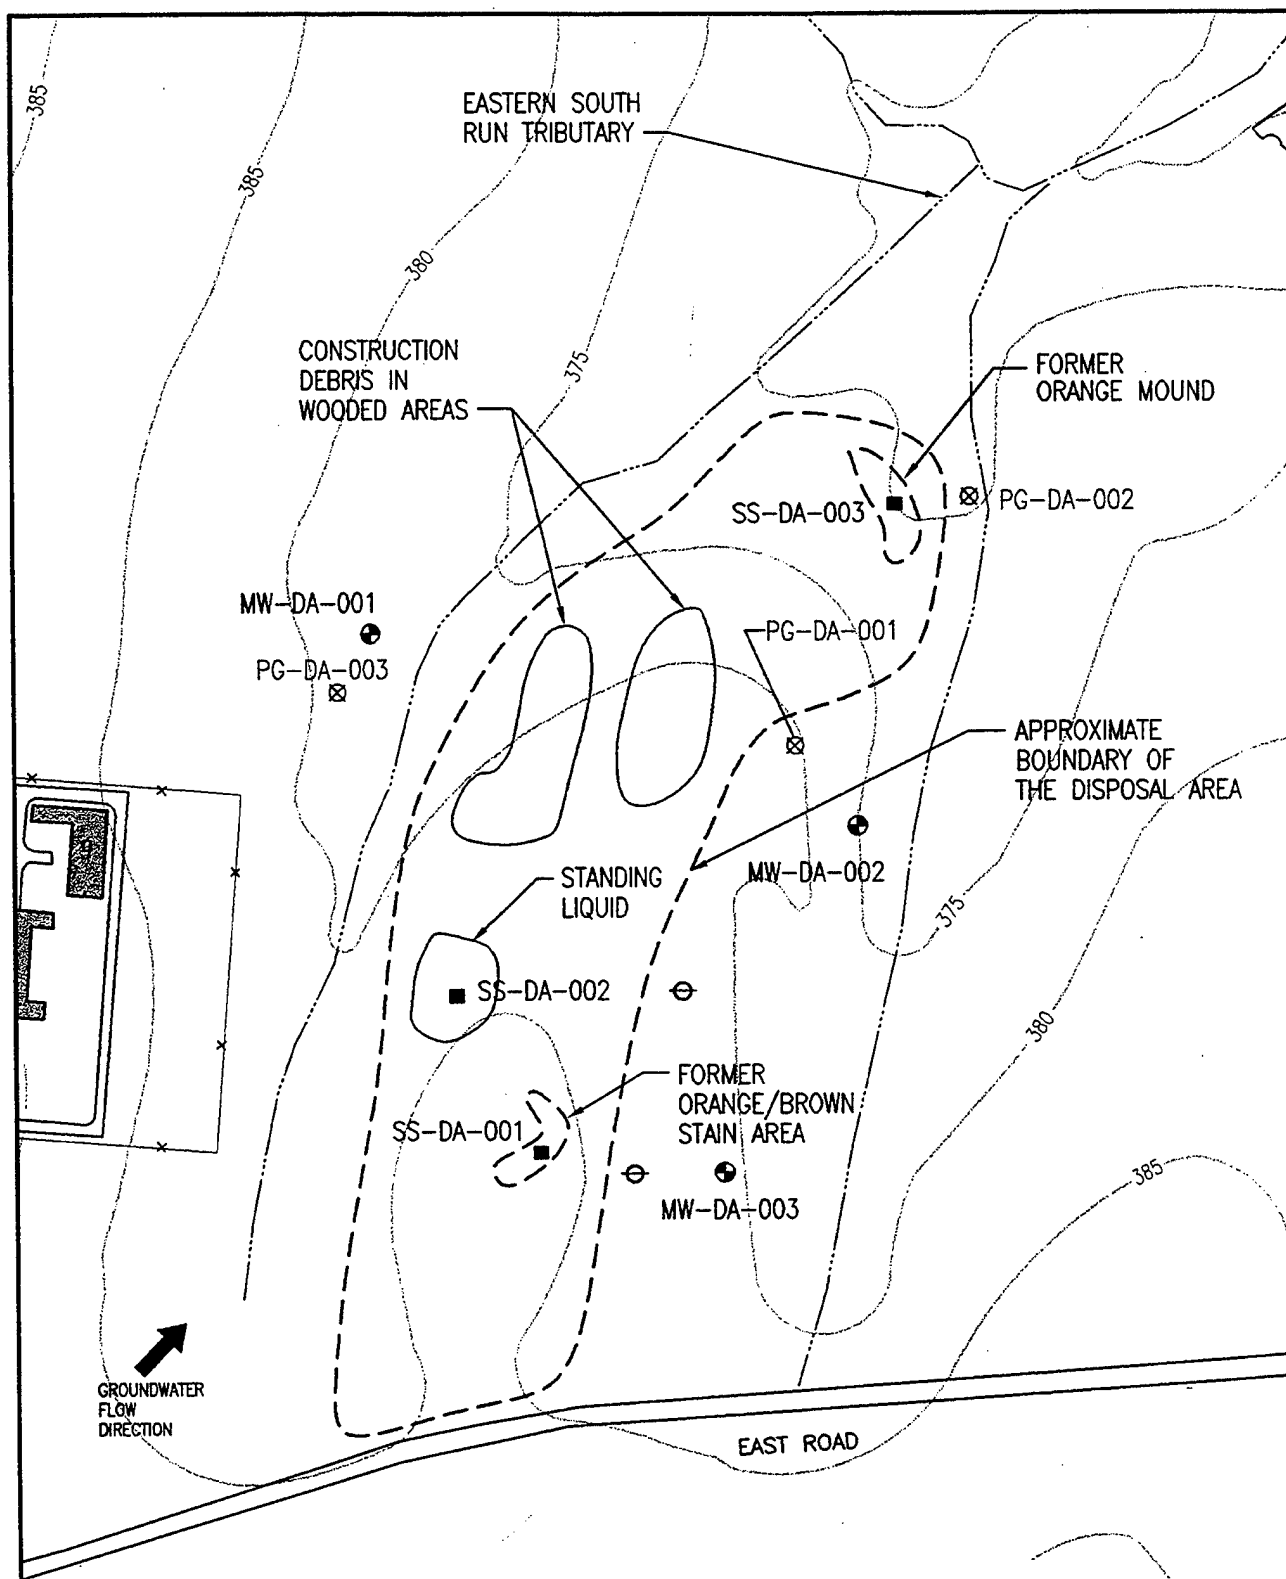 385
EASTERN SOUTH
RUN TRIBUTARY
385
380
CONSTRUCTION
DEBRIS IN
WOODED AREAS
375
FORMER
ORANGE MOUND
SS-DA-003
PG-DA-002
MW-DA-001
PG-DA-003
PG-DA-001
APPROXIMATE
BOUNDARY OF
THE DISPOSAL AREA
9
MW-DA-002
STANDING
LIQUID
375
SS-DA-002
380
FORMER
ORANGE/BROWN
STAIN AREA
SS-DA-001
385
MW-DA-003
GROUNDWATER
FLOW
DIRECTION
EAST ROAD